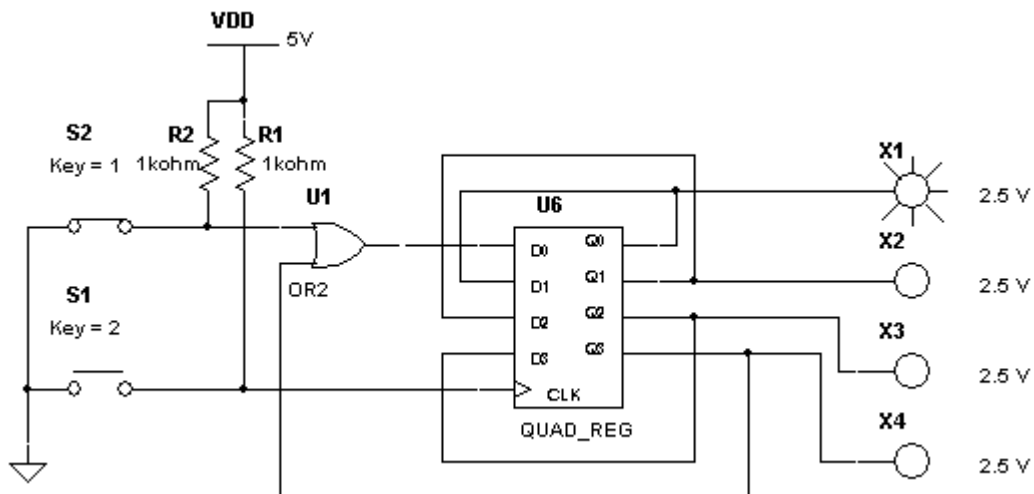 VDD
5V
S2
R2
R1
Key = 1
1kohm
1kohm
X1
U1
U6
2.5 V
D0
Q0
X2
S1
OR2
D1
Q1
2.5 V
Key = 2
D2
Q2
X3
D3
Q3
2.5 V
CLK
QUAD_REG
X4
2.5 V